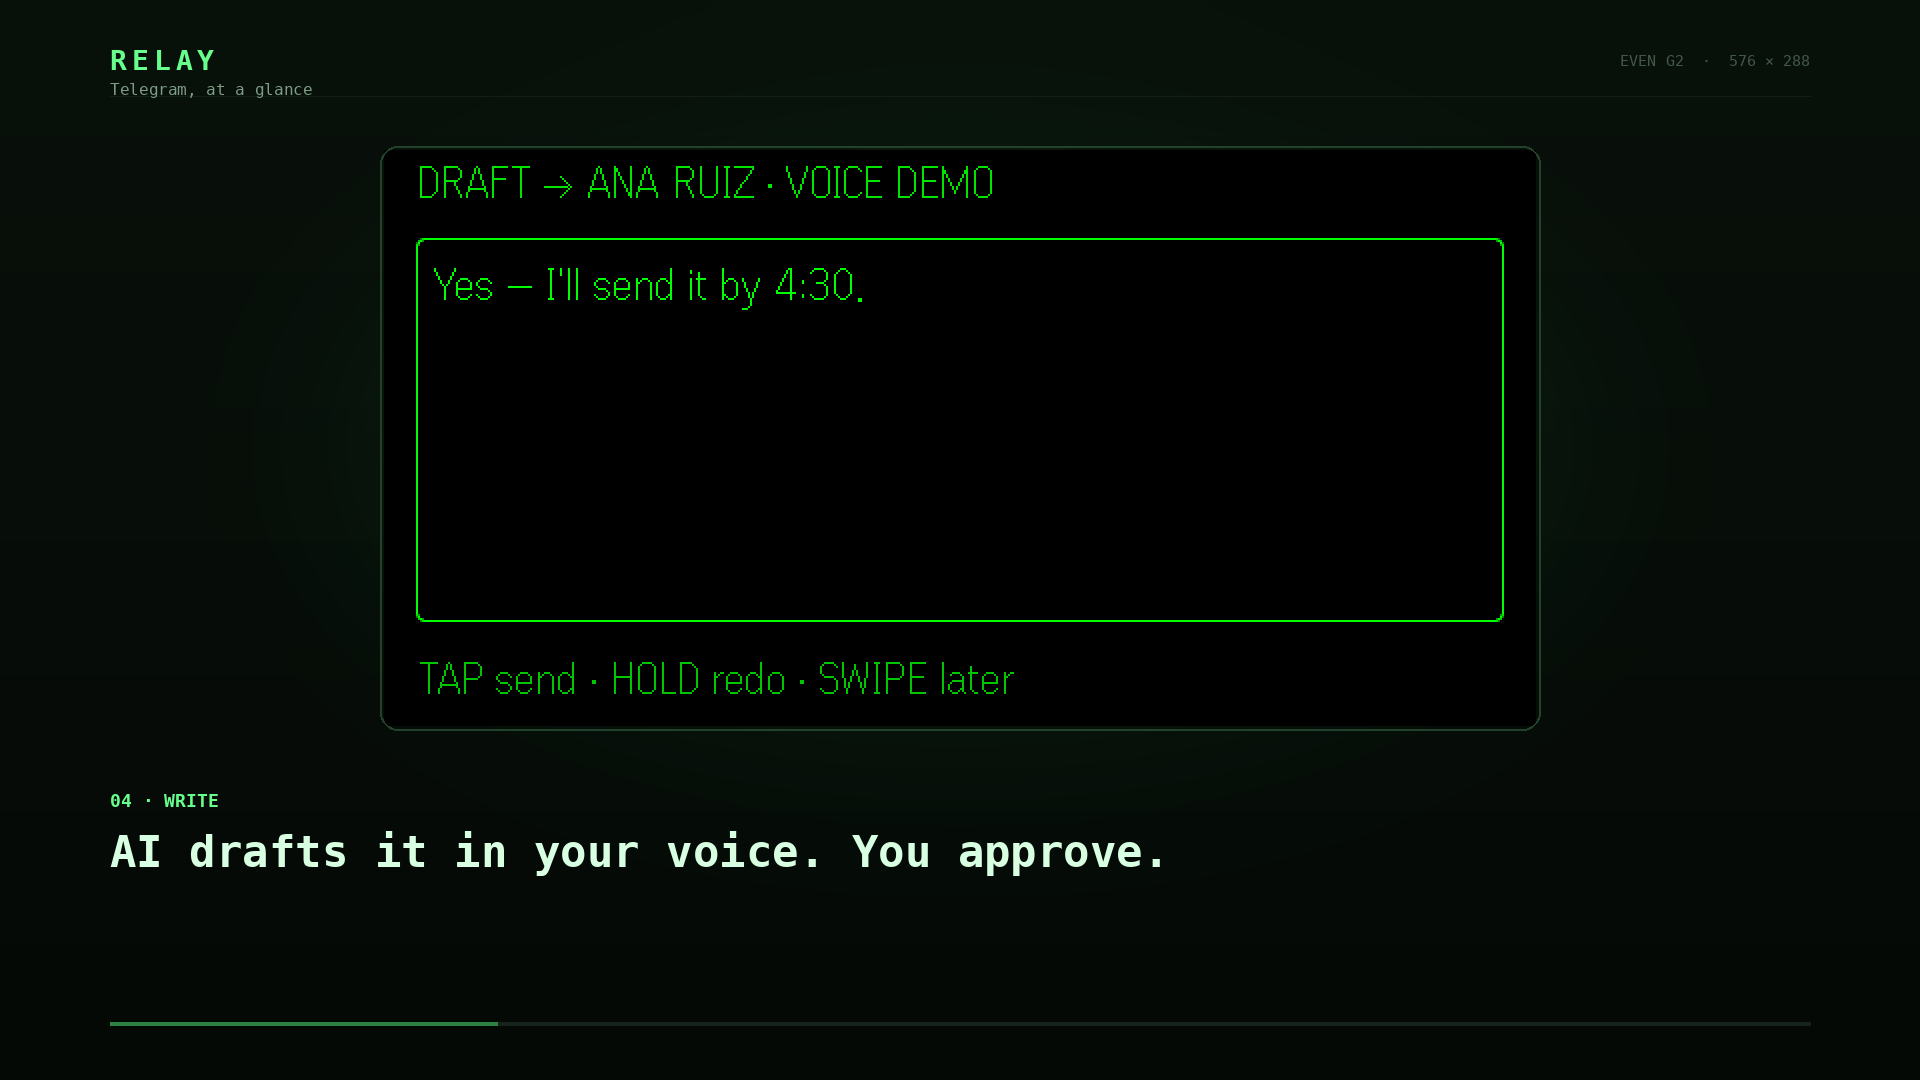 RELAY
Telegram, at a glance
EVEN G2 · 576 × 288
DRAFT → ANA RUIZ · VOICE DEMO
Yes — I'll send it by 4:30.
TAP send · HOLD redo · SWIPE later
04 · WRITE
AI drafts it in your voice. You approve.